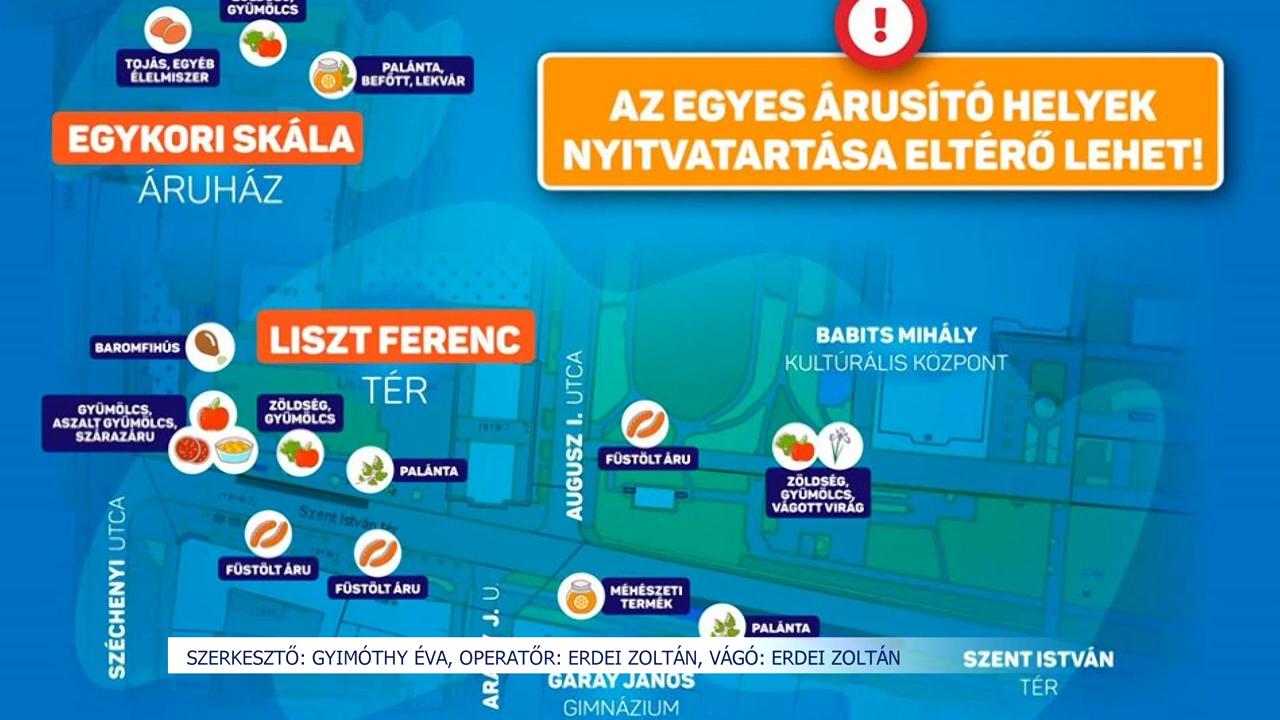 GYÜMÖLCS
TOJÁS, EGYÉB
ÉLELMISZER
PALÁNTA,
BEFŐTT, LEKVÁR
EGYKORI SKÁLA
ÁRUHÁZ
!
AZ EGYES ÁRUSÍTÓ HELYEK
NYITVATARTÁSA ELTÉRŐ LEHET!
BAROMFIHÚS
LISZT FERENC
TÉR
GYÜMÖLCS,
ASZALT GYÜMÖLCS,
SZÁRAZÁRU
ZÖLDSÉG,
GYÜMÖLCS
PALÁNTA
AUGUSZ I. UTCA
BABITS MIHÁLY
KULTÚRÁLIS KÖZPONT
FÜSTÖLT ÁRU
ZÖLDSÉG,
GYÜMÖLCS,
VÁGOTT VIRÁG
SZÉCHENYI UTCA
Szent István tér
FÜSTÖLT ÁRU
FÜSTÖLT ÁRU
J. U.
MÉHÉSZETI
TERMÉK
PALÁNTA
SZERKESZTŐ: GYIMÓTHY ÉVA, OPERATŐR: ERDEI ZOLTÁN, VÁGÓ: ERDEI ZOLTÁN
GARAY JÁNOS
GIMNÁZIUM
SZENT ISTVÁN
TÉR